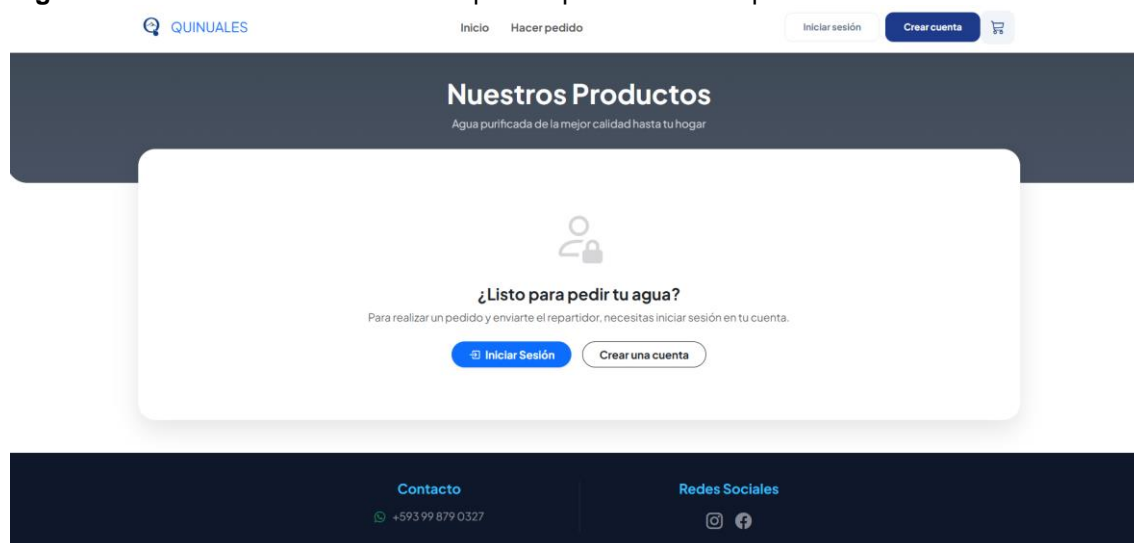 QUINUALES
Inicio Hacer pedido
Iniciar sesión Crear cuenta
Nuestros Productos
Agua purificada de la mejor calidad hasta tu hogar
¿Listo para pedir tu agua?
Para realizar un pedido y enviarte el repartidor, necesitas iniciar sesión en tu cuenta.
Iniciar Sesión Crear una cuenta
Contacto Redes Sociales
+593 99 879 0327